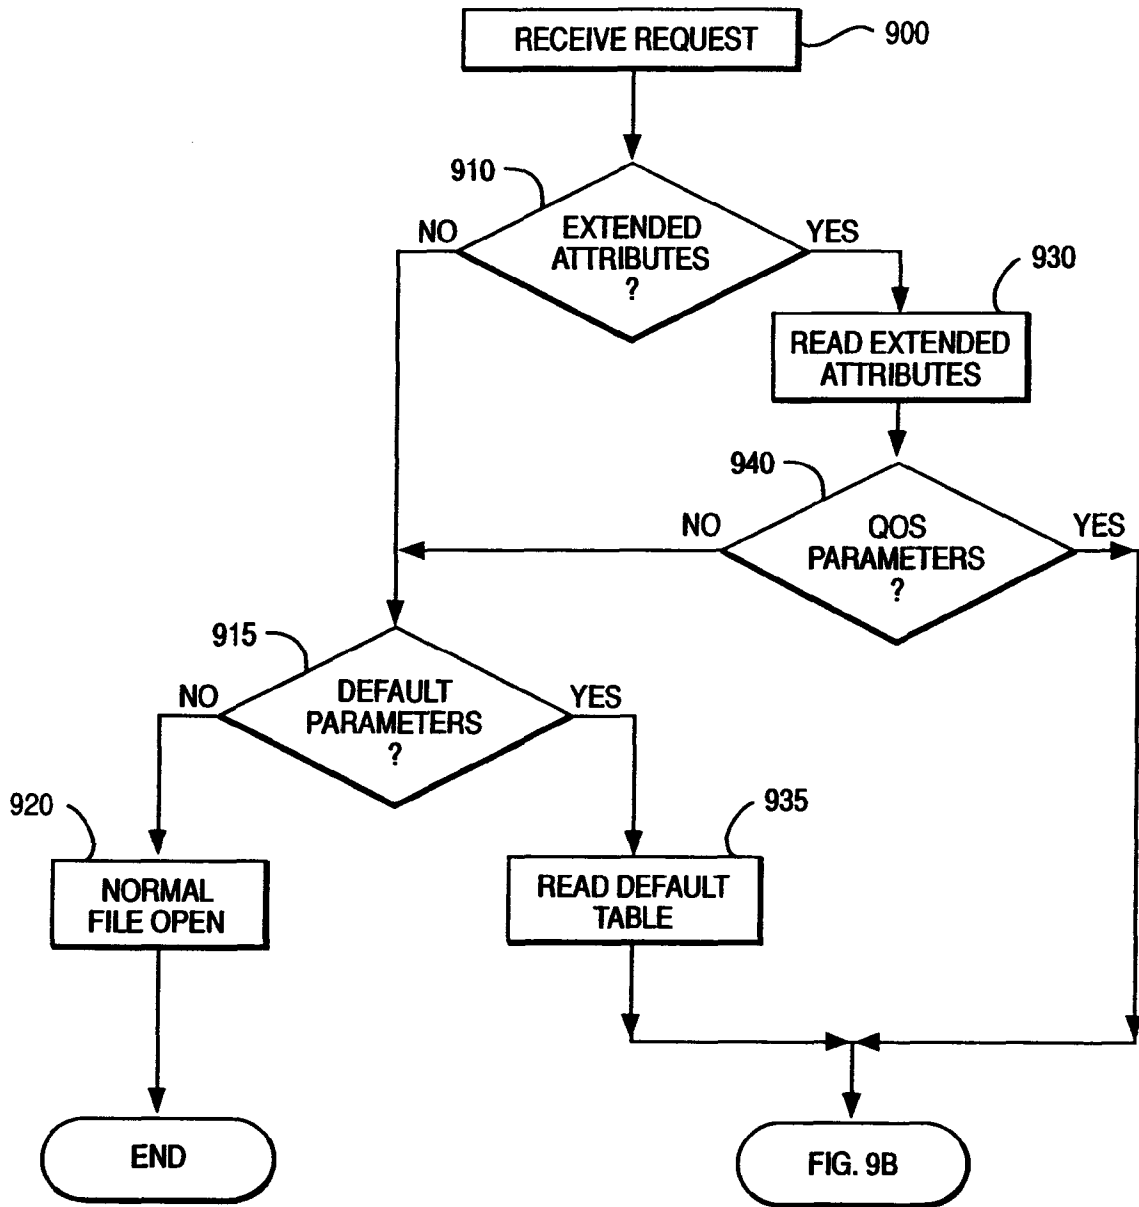 RECEIVE REQUEST
900
910
EXTENDED
ATTRIBUTES
?
NO
YES
930
READ EXTENDED
ATTRIBUTES
940
QOS
PARAMETERS
?
NO
YES
915
DEFAULT
PARAMETERS
?
NO
YES
920
NORMAL
FILE OPEN
935
READ DEFAULT
TABLE
END
FIG. 9B